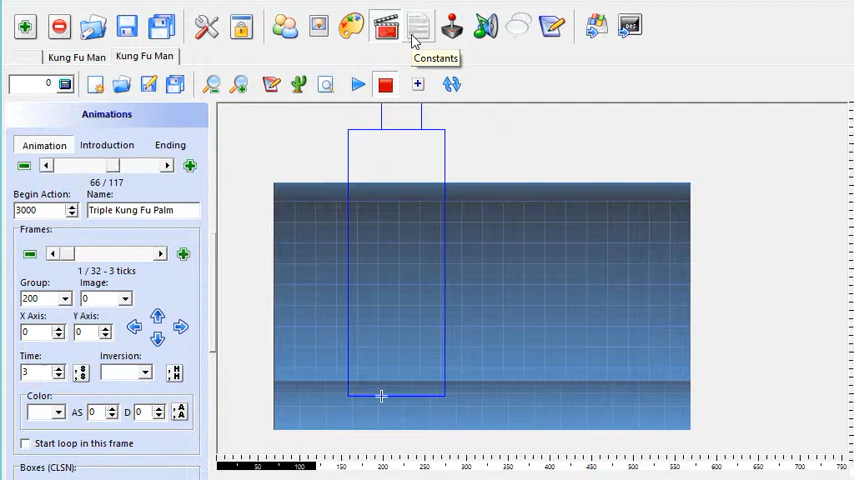 Constants
Kung Fu Man
Kung Fu Man
0
Animations
Animation
Introduction
Ending
66 / 117
Begin Action:
Name:
3000
Triple Kung Fu Palm
Frames:
1 / 32 - 3 ticks
Group:
Image:
200
0
X Axis:
Y Axis:
0
0
Time:
Inversion:
3
Color:
AS
0
D
0
Start loop in this frame
Boxes (CLSN):
50
100
150
200
250
300
350
400
450
500
550
600
650
700
750